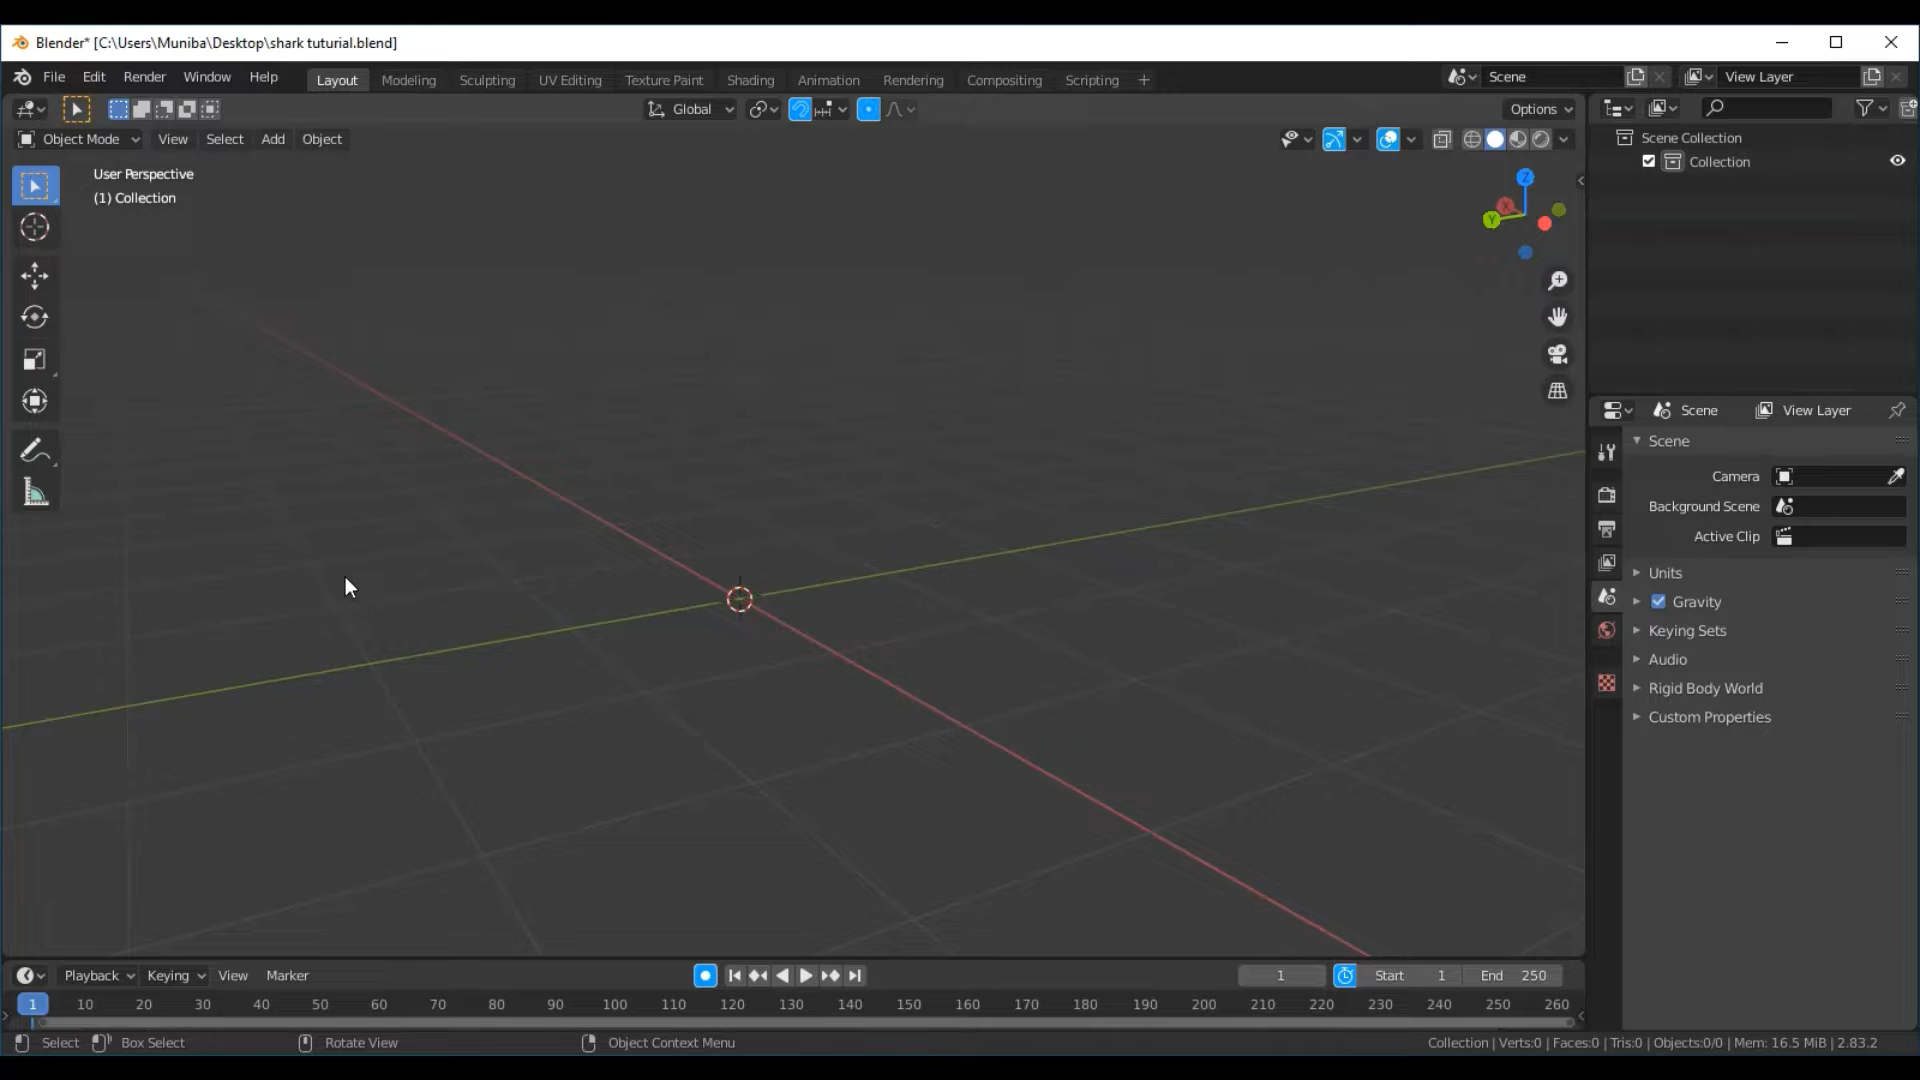 Blender* [C:\Users\Muniba\Desktop\shark tuturial.blend]
File Edit Render Window Help Layout Modeling Sculpting UV Editing Texture Paint Shading Animation Rendering Compositing Scripting + Scene View Layer
Global Options
Object Mode View Select Add Object
Scene Collection
Collection
User Perspective
(1) Collection
Z
X
Y
Scene View Layer
Scene
Camera
Background Scene
Active Clip
Units
Gravity
Keying Sets
Audio
Rigid Body World
Custom Properties
Playback Keying View Marker 1 Start 1 End 250
1 10 20 30 40 50 60 70 80 90 100 110 120 130 140 150 160 170 180 190 200 210 220 230 240 250 260
Select Box Select Rotate View Object Context Menu Collection | Verts:0 | Faces:0 | Tris:0 | Objects:0/0 | Mem: 16.5 MiB | 2.83.2